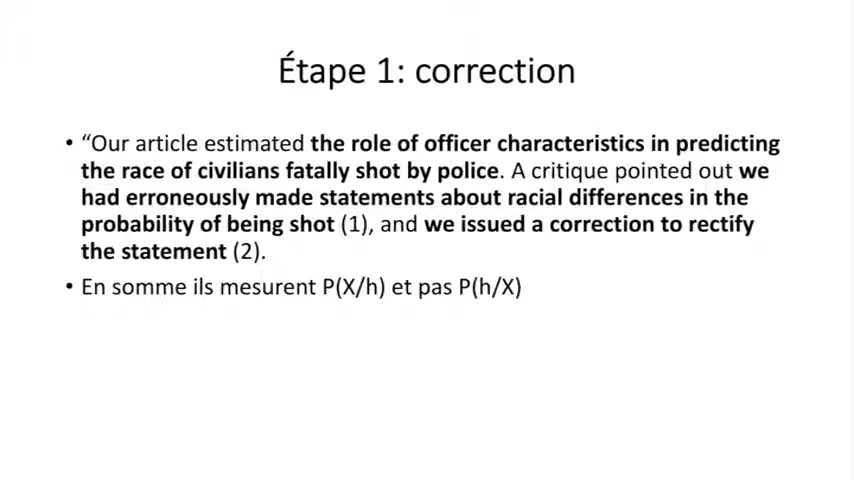 Étape 1: correction
• “Our article estimated the role of officer characteristics in predicting
the race of civilians fatally shot by police. A critique pointed out we
had erroneously made statements about racial differences in the
probability of being shot (1), and we issued a correction to rectify
the statement (2).
• En somme ils mesurent P(X/h) et pas P(h/X)